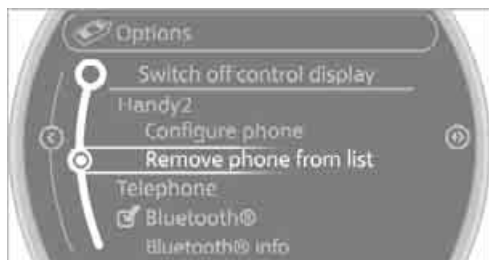 Options
Switch off control display
Handy2
Configure phone
Remove phone from list
Telephone
Bluetooth®
Bluetooth® info